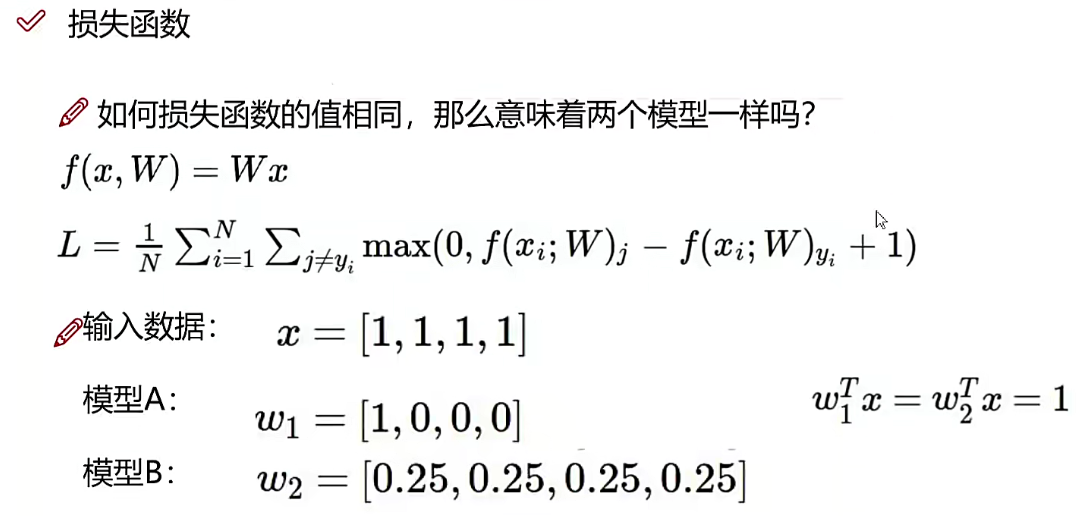 损失函数
如何损失函数的值相同，那么意味着两个模型一样吗？
f(x, W) = Wx
L = \frac{1}{N} \sum_{i=1}^{N} \sum_{j \neq y_i} \max(0, f(x_i; W)_j - f(x_i; W)_{y_i} + 1)
输入数据： x = [1, 1, 1, 1]
模型A： w_1 = [1, 0, 0, 0]
w_1^T x = w_2^T x = 1
模型B： w_2 = [0.25, 0.25, 0.25, 0.25]